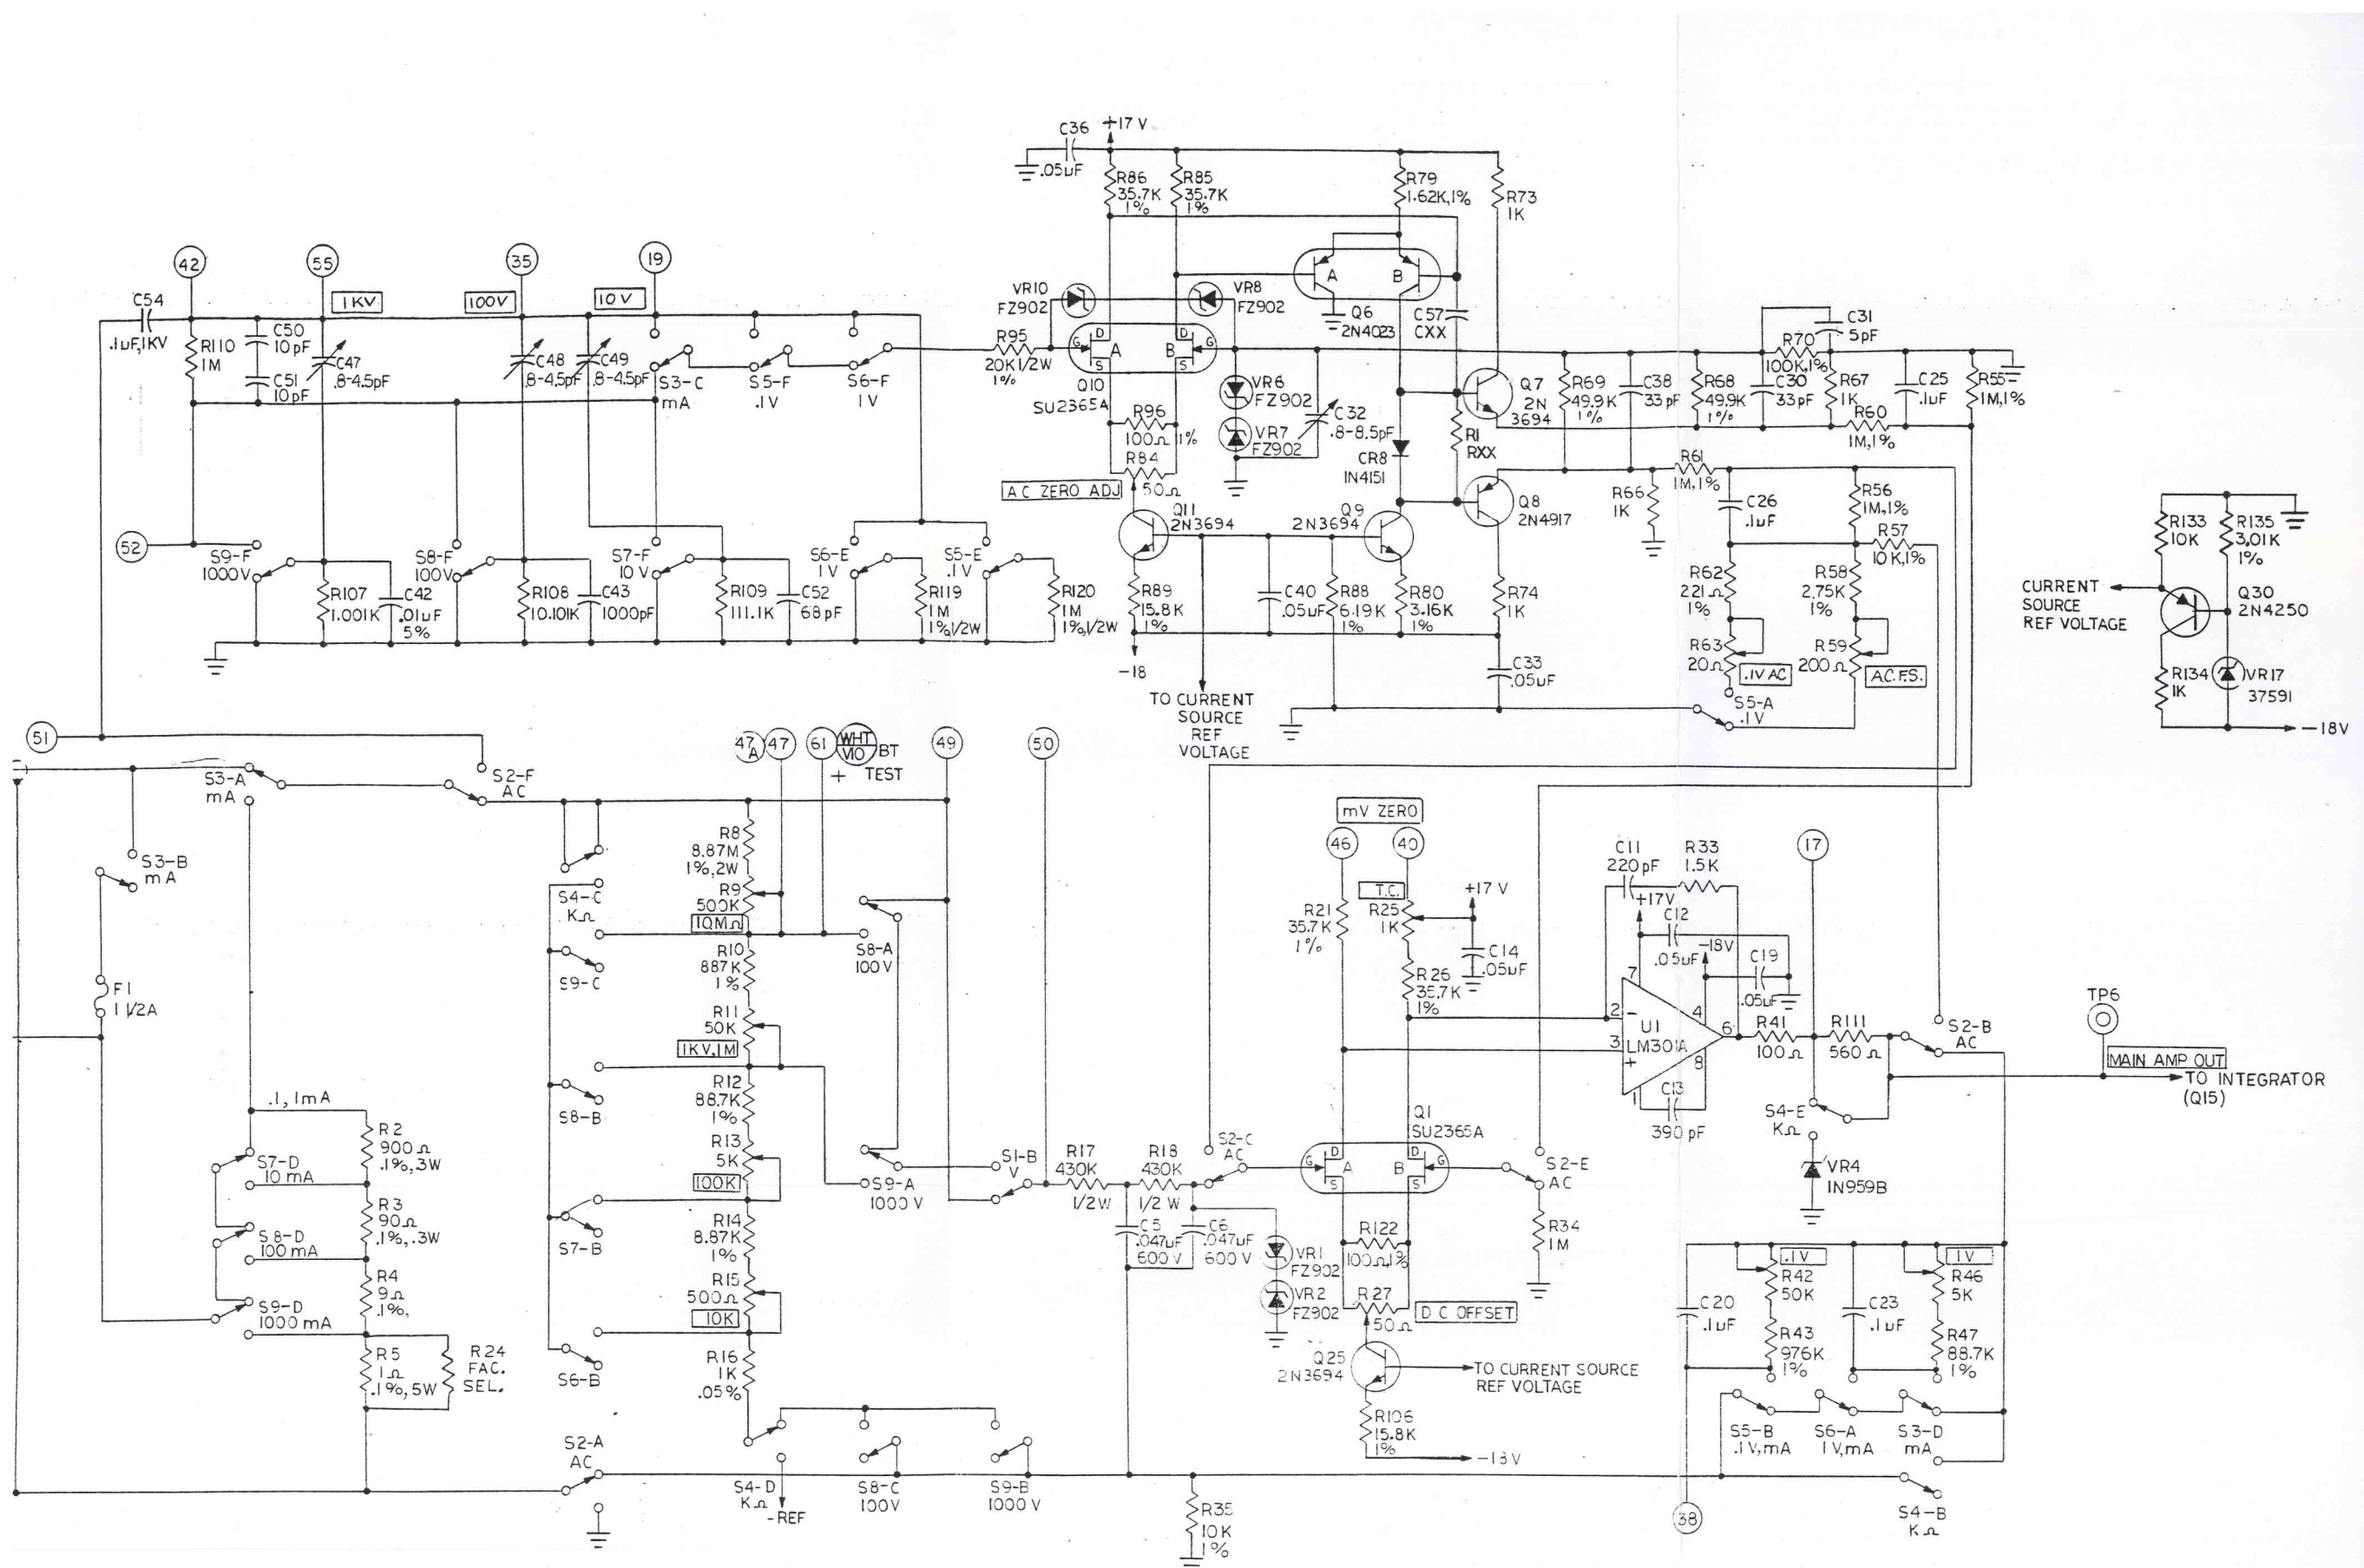 C36
+17 V
.05uF
R86
35.7K
1%
R85
35.7K
1%
R79
1.62K,1%
R73
1K
42
55
35
19
1KV
100V
10V
C54
.1uF,1KV
R110
1M
C50
10pF
C51
10pF
C47
.8-4.5pF
C48
.8-4.5pF
C49
.8-4.5pF
S3-C
mA
S5-F
.1V
S6-F
1V
VR10
FZ902
VR8
FZ902
R95
20K1/2W
1%
G
D
S
A
B
D
S
G
Q10
SU2365A
A
B
Q6
2N4023
C57
CXX
VR6
FZ902
VR7
FZ902
C32
.8-8.5pF
R96
100Ω 1%
R84
50Ω
AC ZERO ADJ
CR8
IN4151
R1
RXX
Q7
2N
3694
Q8
2N4917
R69
49.9K
1%
C38
33pF
R68
49.9K
1%
R70
100K,1%
C31
5pF
C30
33pF
R67
1K
R60
1M,1%
C25
.1uF
R55
1M,1%
R66
1K
R61
1M,1%
C26
.1uF
R56
1M,1%
R57
10K,1%
R62
221Ω
1%
R58
2.75K
1%
R63
20Ω
.1V AC
R59
200Ω
A.C.F.S.
S5-A
.1V
R133
10K
R135
3.01K
1%
CURRENT
SOURCE
REF VOLTAGE
Q30
2N4250
R134
1K
VR17
37591
-18V
52
S9-F
1000V
R107
1.001K
C42
.01uF
5%
S8-F
100V
R108
10.101K
C43
1000pF
S7-F
10V
R109
111.1K
C52
68pF
S6-E
1V
R119
1M
1%,1/2W
S5-E
.1V
R120
1M
1%,1/2W
Q11
2N3694
R89
15.8K
1%
-18
Q9
2N3694
C40
.05uF
R88
6.19K
1%
R80
3.16K
1%
R74
1K
C33
.05uF
TO CURRENT
SOURCE
REF
VOLTAGE
51
S3-A
mA
S2-F
AC
47
A
47
61
WHT
VIO
BT
+
TEST
49
50
S3-B
mA
F1
1 1/2A
R8
8.87M
1%,2W
R9
500K
10MΩ
S4-C
KΩ
S9-C
R10
887K
1%
R11
50K
1KV,1M
S8-A
100V
S8-B
R12
88.7K
1%
R13
5K
100K
S7-B
R14
8.87K
1%
R15
500Ω
10K
S6-B
R16
1K
.05%
S9-A
1000V
S1-B
V
R17
430K
1/2W
R18
430K
1/2 W
C5
.047uF
600V
C6
.047uF
600V
VR1
FZ902
VR2
FZ902
S2-C
AC
mV ZERO
46
40
T.C.
R21
35.7K
1%
R25
1K
+17 V
C14
.05uF
R26
35.7K
1%
Q1
SU2365A
G
D
S
A
B
D
S
G
R122
100Ω,1%
R27
50Ω
DC OFFSET
Q25
2N3694
TO CURRENT SOURCE
REF VOLTAGE
R106
15.8K
1%
-18V
S2-E
AC
R34
1M
C11
220pF
R33
1.5K
+17V
C12
.05uF
-18V
C19
.05uF
7
2
-
3
+
4
6
8
1
U1
LM301A
C13
390pF
17
R41
100Ω
R111
560Ω
S2-B
AC
TP6
MAIN AMP OUT
TO INTEGRATOR
(Q15)
S4-E
KΩ
VR4
IN959B
.1V
R42
50K
C20
.1uF
R43
976K
1%
C23
.1uF
1V
R46
5K
R47
88.7K
1%
S5-B
.1V,mA
S6-A
1V,mA
S3-D
mA
38
S4-B
KΩ
.1,1mA
R2
900Ω
.1%,3W
S7-D
10mA
R3
90Ω
.1%,.3W
S8-D
100mA
R4
9Ω
.1%,
S9-D
1000mA
R5
1Ω
.1%,5W
R24
FAC.
SEL.
S2-A
AC
S4-D
KΩ
-REF
S8-C
100V
S9-B
1000V
R35
10K
1%